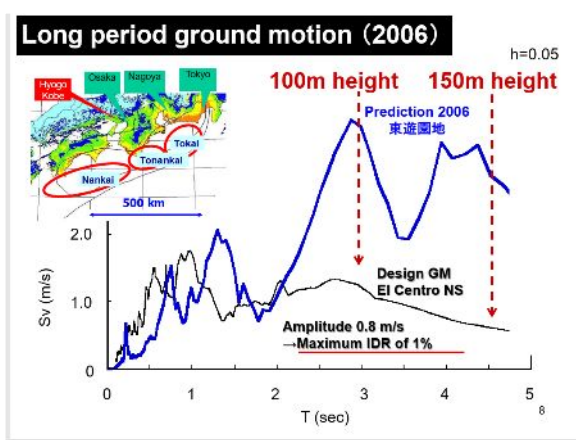 Long period ground motion (2006)
h=0.05
Hyogo
Kobe
Osaka
Nagoya
Tokyo
100m height
150m height
Prediction 2006
東遊園地
Tokai
Tonankai
Nankai
500 km
2.0
1.0
0
Sv (m/s)
Design GM
El Centro NS
Amplitude 0.8 m/s
→Maximum IDR of 1%
0
1
2
3
4
5
T (sec)
8